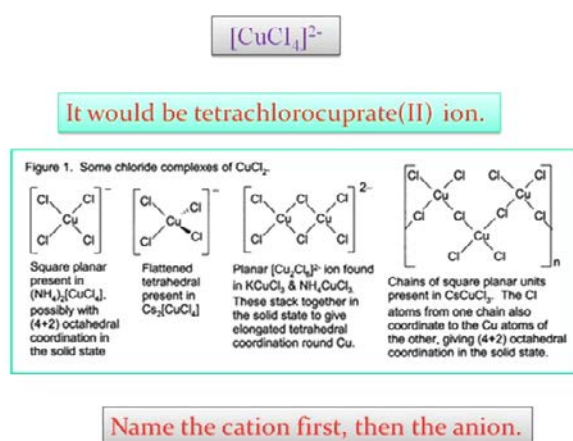 [CuCl₄]²⁻
It would be tetrachlorocuprate(II) ion.
Figure 1. Some chloride complexes of CuCl₂.
Cl Cl −
Cu
Cl Cl
Square planar
present in
(NH₄)₂[CuCl₄],
possibly with
(4+2) octahedral
coordination in
the solid state
Cl Cl −
Cu
Cl Cl
Flattened
tetrahedral
present in
Cs₂[CuCl₄]
Cl Cl Cl 2−
Cu Cu
Cl Cl Cl
Planar [Cu₂Cl₆]²⁻ ion found
in KCuCl₃ & NH₄CuCl₃.
These stack together in
the solid state to give
elongated tetrahedral
coordination round Cu.
Cl Cl Cl Cl
Cu Cu
Cl Cl Cl Cl
Cu
Cl Cl n
Chains of square planar units
present in CsCuCl₃. The Cl
atoms from one chain also
coordinate to the Cu atoms of
the other, giving (4+2) octahedral
coordination in the solid state.
Name the cation first, then the anion.